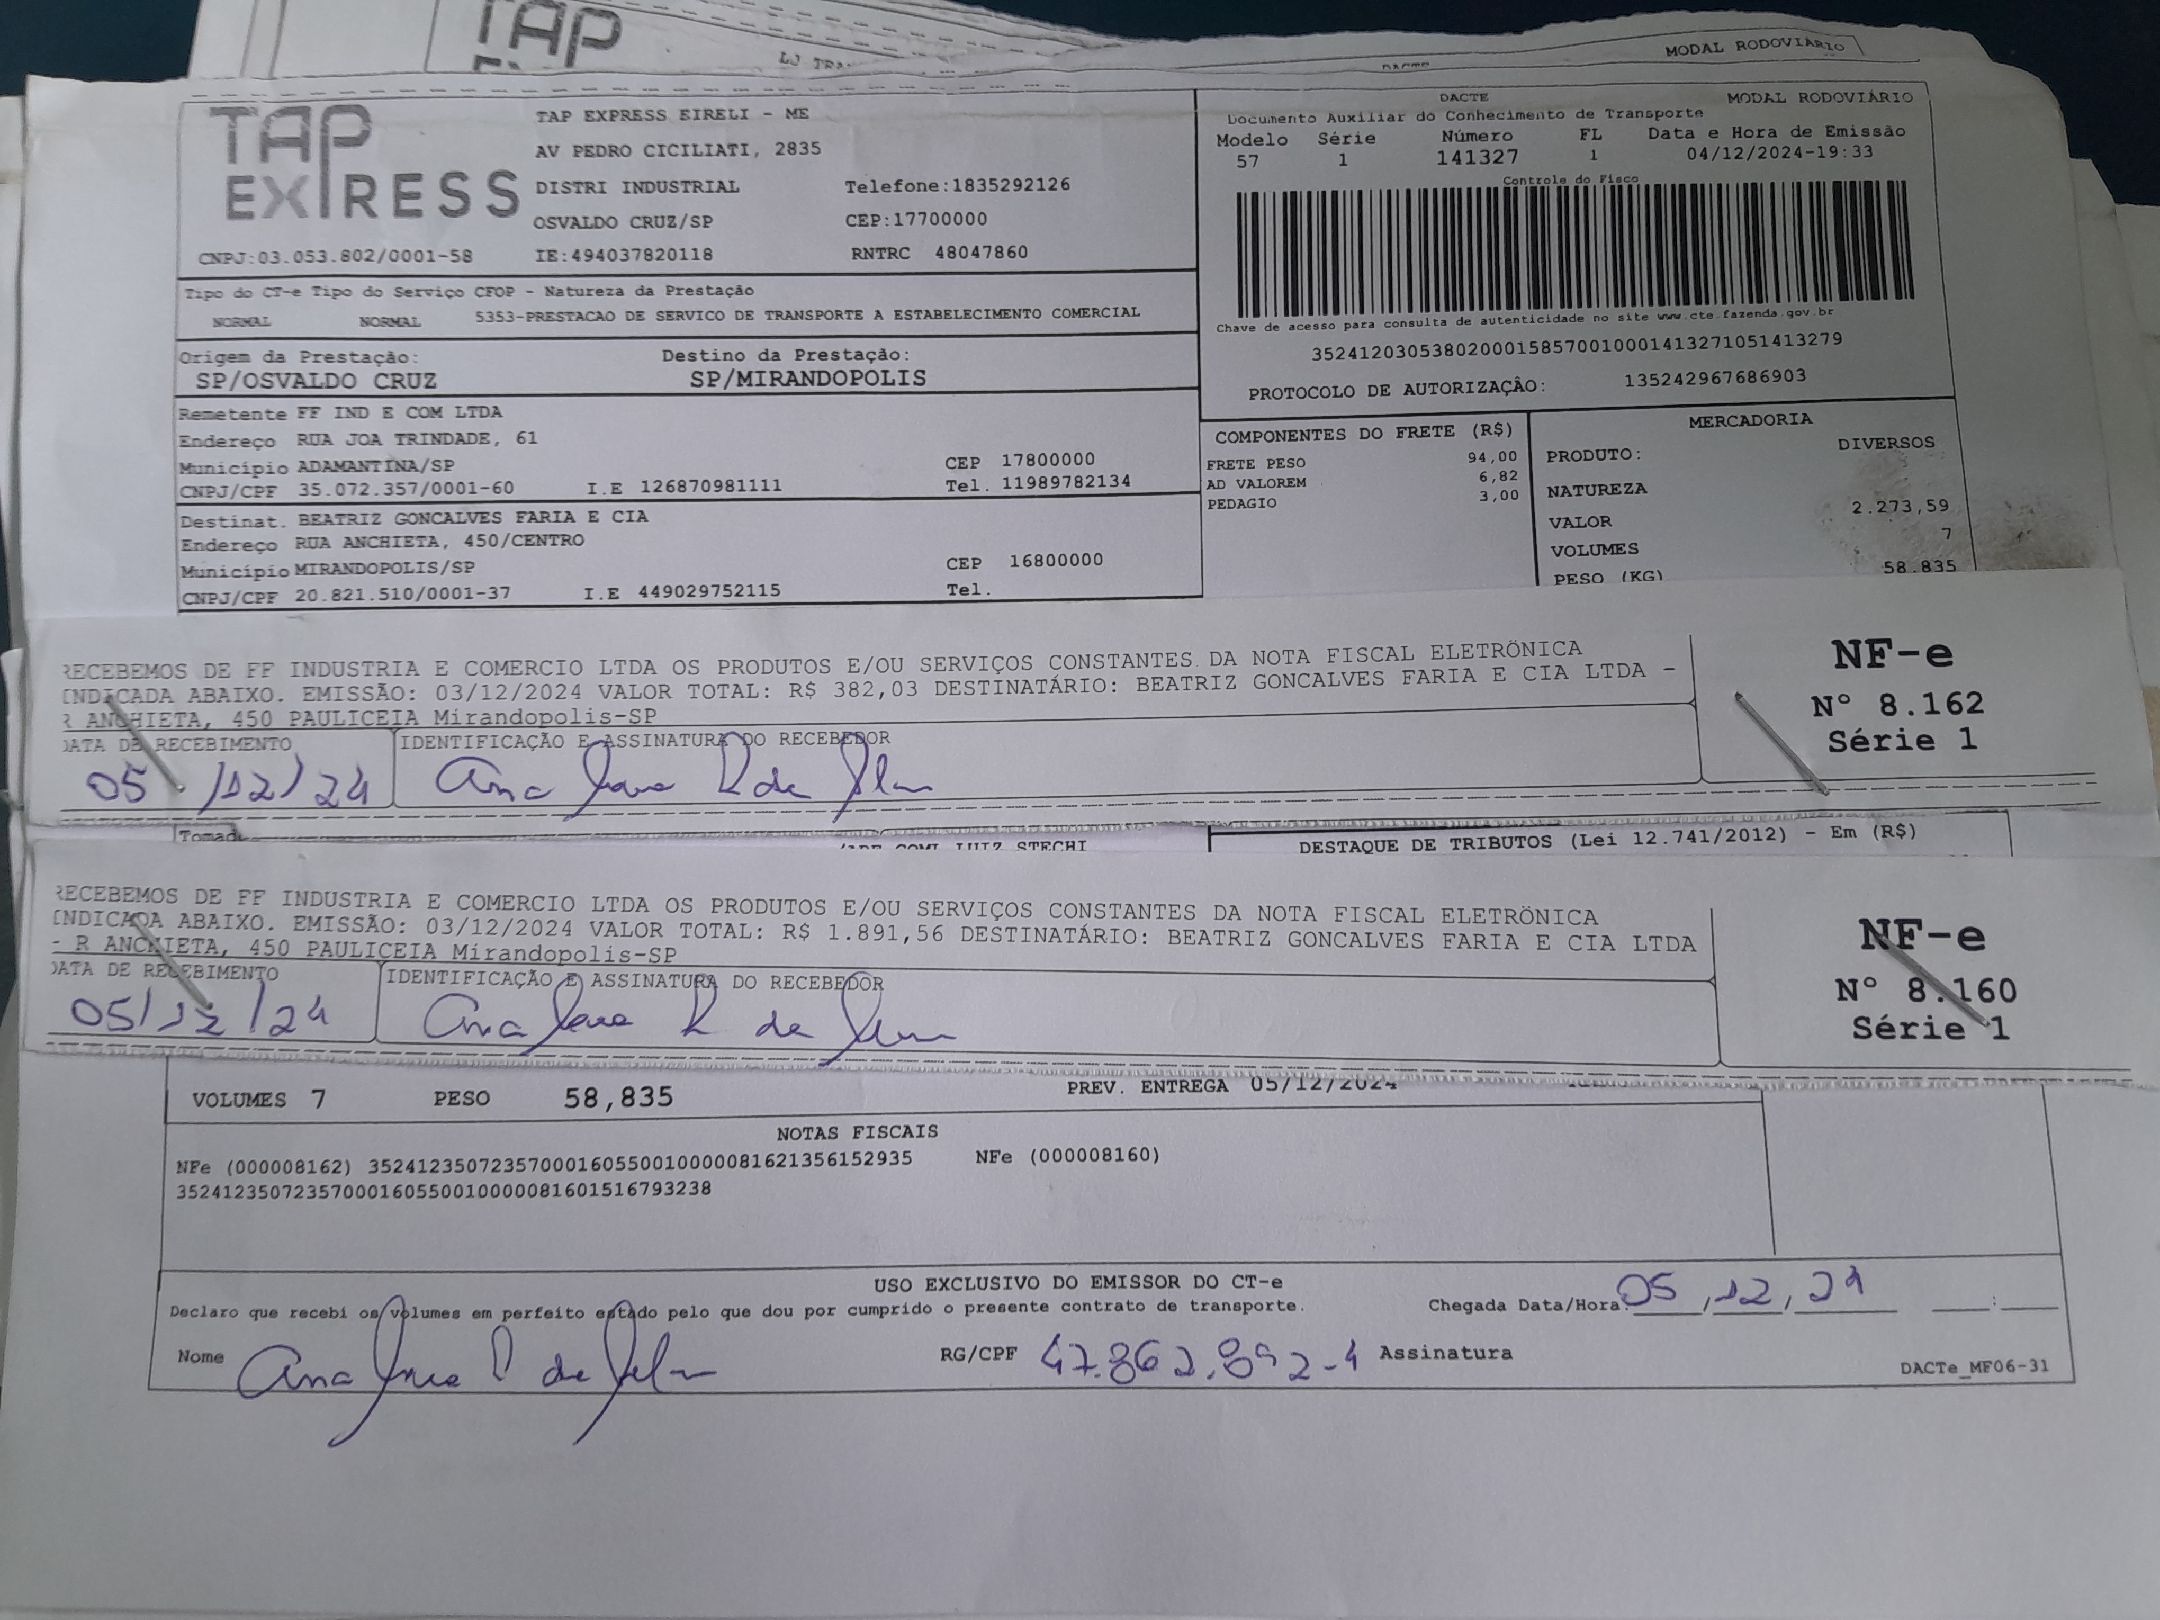 TAP
MODAL RODOVIARIO
TAP EXPRESS
TAP EXPRESS EIRELI - ME
AV PEDRO CICILIATI, 2835
DISTRI INDUSTRIAL Telefone:1835292126
OSVALDO CRUZ/SP CEP:17700000
CNPJ:03.053.802/0001-58 IE:494037820118 RNTRC 48047860
DACTE MODAL RODOVIÁRIO
Documento Auxiliar do Conhecimento de Transporte
Modelo Série Número FL Data e Hora de Emissão
57 1 141327 1 04/12/2024-19:33
Controle do Fisco
Chave de acesso para consulta de autenticidade no site www.cte.fazenda.gov.br
35241203053802000158570010001413271051413279
PROTOCOLO DE AUTORIZAÇÃO: 135242967686903
Tipo do CT-e Tipo do Serviço CFOP - Natureza da Prestação
NORMAL NORMAL 5353-PRESTACAO DE SERVICO DE TRANSPORTE A ESTABELECIMENTO COMERCIAL
Origem da Prestação: Destino da Prestação:
SP/OSVALDO CRUZ SP/MIRANDOPOLIS
Remetente FF IND E COM LTDA
Endereço RUA JOA TRINDADE, 61
Município ADAMANTINA/SP CEP 17800000
CNPJ/CPF 35.072.357/0001-60 I.E 126870981111 Tel. 11989782134
Destinat. BEATRIZ GONCALVES FARIA E CIA
Endereço RUA ANCHIETA, 450/CENTRO
Município MIRANDOPOLIS/SP CEP 16800000
CNPJ/CPF 20.821.510/0001-37 I.E 449029752115 Tel.
COMPONENTES DO FRETE (R$)
FRETE PESO 94,00
AD VALOREM 6,82
PEDAGIO 3,00
MERCADORIA
PRODUTO: DIVERSOS
NATUREZA
VALOR 2.273,59
VOLUMES 7
PESO (KG) 58.835
RECEBEMOS DE FF INDUSTRIA E COMERCIO LTDA OS PRODUTOS E/OU SERVIÇOS CONSTANTES DA NOTA FISCAL ELETRÔNICA
INDICADA ABAIXO. EMISSÃO: 03/12/2024 VALOR TOTAL: R$ 382,03 DESTINATÁRIO: BEATRIZ GONCALVES FARIA E CIA LTDA -
R ANCHIETA, 450 PAULICEIA Mirandopolis-SP
DATA DE RECEBIMENTO IDENTIFICAÇÃO E ASSINATURA DO RECEBEDOR
05/12/24 Ana
NF-e
Nº 8.162
Série 1
Tomad
COML LUIZ STECHI
DESTAQUE DE TRIBUTOS (Lei 12.741/2012) - Em (R$)
RECEBEMOS DE FF INDUSTRIA E COMERCIO LTDA OS PRODUTOS E/OU SERVIÇOS CONSTANTES DA NOTA FISCAL ELETRÔNICA
INDICADA ABAIXO. EMISSÃO: 03/12/2024 VALOR TOTAL: R$ 1.891,56 DESTINATÁRIO: BEATRIZ GONCALVES FARIA E CIA LTDA
- R ANCHIETA, 450 PAULICEIA Mirandopolis-SP
DATA DE RECEBIMENTO IDENTIFICAÇÃO E ASSINATURA DO RECEBEDOR
05/12/24 Ana
NF-e
Nº 8.160
Série 1
VOLUMES 7 PESO 58,835 PREV. ENTREGA 05/12/2024
NOTAS FISCAIS
NFe (000008162) 35241235072357000160550010000081621356152935 NFe (000008160)
35241235072357000160550010000081601516793238
USO EXCLUSIVO DO EMISSOR DO CT-e
Declaro que recebi os volumes em perfeito estado pelo que dou por cumprido o presente contrato de transporte. Chegada Data/Hora: 05/12/24 __:__
Nome Ana RG/CPF 47.862.892-4 Assinatura
DACTe_MF06-31